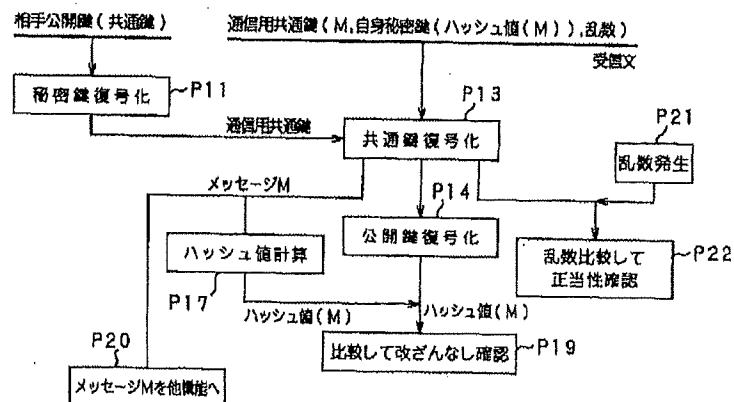 相手公開鍵(共通鍵)
通信用共通鍵(M,自身秘密鍵(ハッシュ値(M)),乱数)
受信文
秘密鍵復号化
P11
通信用共通鍵
P13
共通鍵復号化
P21
乱数発生
メッセージM
P14
公開鍵復号化
ハッシュ値計算
P17
乱数比較して
正当性確認
P22
ハッシュ値(M)
ハッシュ値(M)
P20
メッセージMを他機能へ
比較して改ざんなし確認
P19